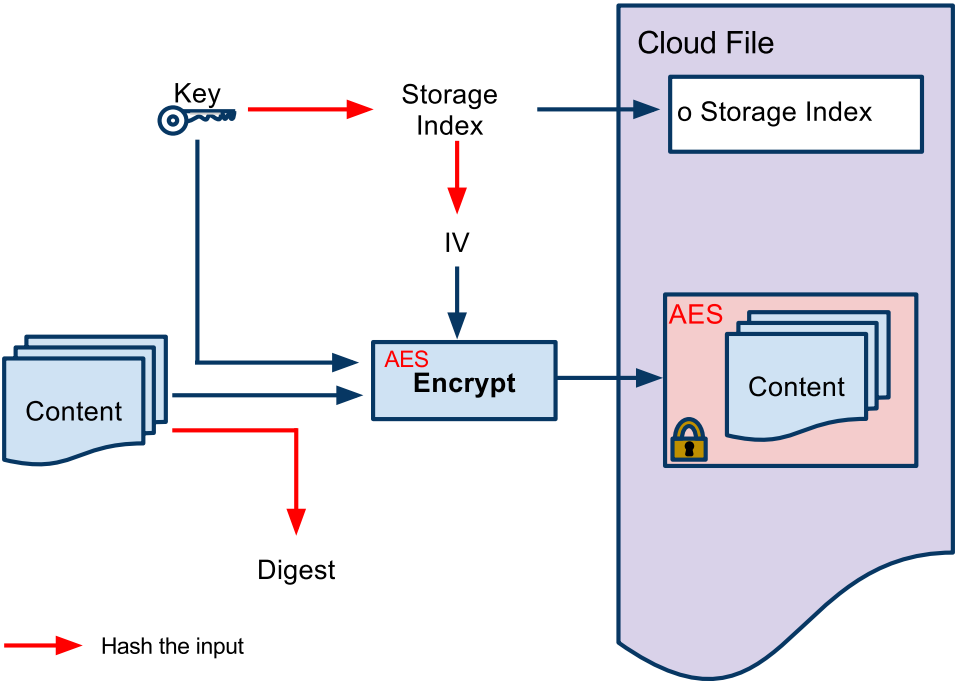 Cloud File
Key
Storage
Index
o Storage Index
IV
AES
AES
Encrypt
Content
Content
Digest
Hash the input